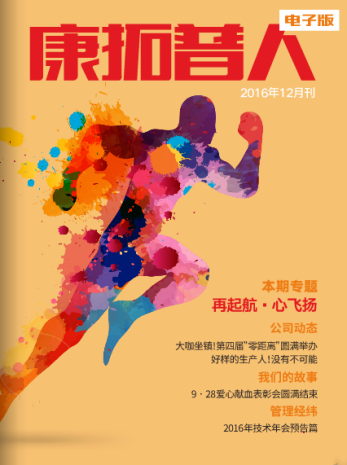 电子版
康拓普人
2016年12月刊
本期专题
再起航·心飞扬
公司动态
大咖坐镇!第四届"零距离"圆满举办
好样的生产人!没有不可能
我们的故事
9·28爱心献血表彰会圆满结束
管理经纬
2016年技术年会预告篇